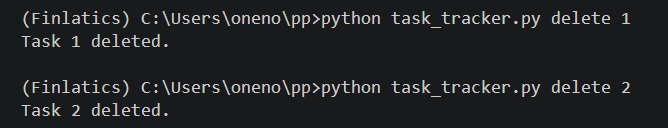 (Finlatics) C:\Users\oneno\pp>python task_tracker.py delete 1
Task 1 deleted.
(Finlatics) C:\Users\oneno\pp>python task_tracker.py delete 2
Task 2 deleted.